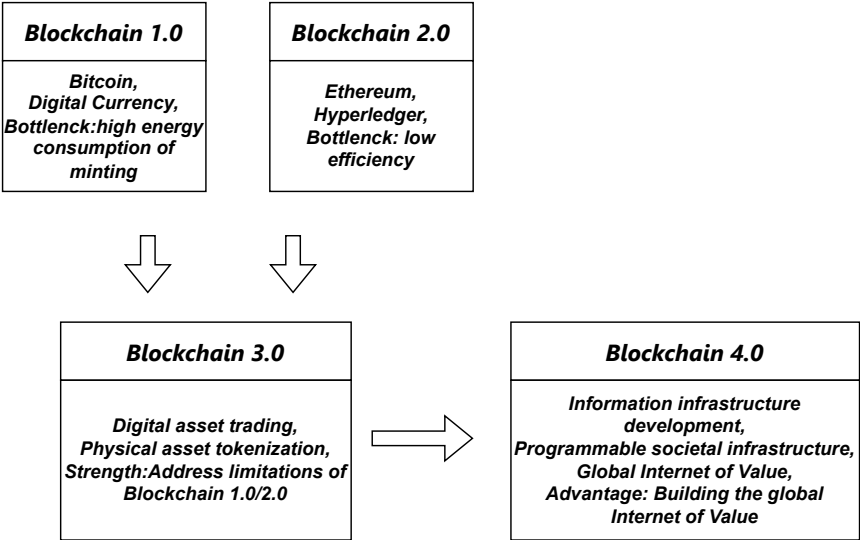 Blockchain 1.0
Bitcoin,
Digital Currency,
Bottlenck:high energy
consumption of
minting
Blockchain 2.0
Ethereum,
Hyperledger,
Bottlenck: low
efficiency
Blockchain 3.0
Digital asset trading,
Physical asset tokenization,
Strength:Address limitations of
Blockchain 1.0/2.0
Blockchain 4.0
Information infrastructure
development,
Programmable societal infrastructure,
Global Internet of Value,
Advantage: Building the global
Internet of Value